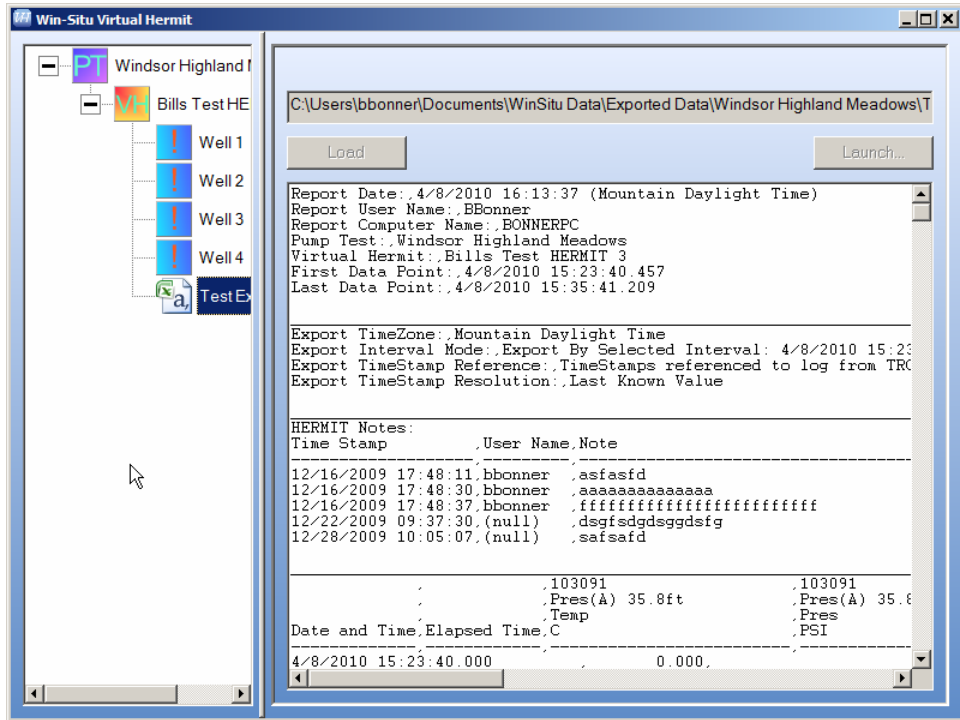 Win-Situ Virtual Hermit
PT Windsor Highland M
VH Bills Test HE
Well 1
Well 2
Well 3
Well 4
Test Ex
C:\Users\bbonner\Documents\WinSitu Data\Exported Data\Windsor Highland Meadows\T
Load Launch...
Report Date:,4/8/2010 16:13:37 (Mountain Daylight Time)
Report User Name:,BBonner
Report Computer Name:,BONNERPC
Pump Test:,Windsor Highland Meadows
Virtual Hermit:,Bills Test HERMIT 3
First Data Point:,4/8/2010 15:23:40.457
Last Data Point:,4/8/2010 15:35:41.209
Export TimeZone:,Mountain Daylight Time
Export Interval Mode:,Export By Selected Interval: 4/8/2010 15:23
Export TimeStamp Reference:,TimeStamps referenced to log from TRO
Export TimeStamp Resolution:,Last Known Value
HERMIT Notes:
Time Stamp ,User Name,Note
12/16/2009 17:48:11,bbonner ,asfasfd
12/16/2009 17:48:30,bbonner ,aaaaaaaaaaaaaa
12/16/2009 17:48:37,bbonner ,fffffffffffffffffffffffff
12/22/2009 09:37:30,(null) ,dsgfsdgdsggdsfg
12/28/2009 10:05:07,(null) ,safsafd
, ,103091 ,103091
, ,Pres(A) 35.8ft ,Pres(A) 35.8
, ,Temp ,Pres
Date and Time,Elapsed Time,C ,PSI
4/8/2010 15:23:40.000 , 0.000,